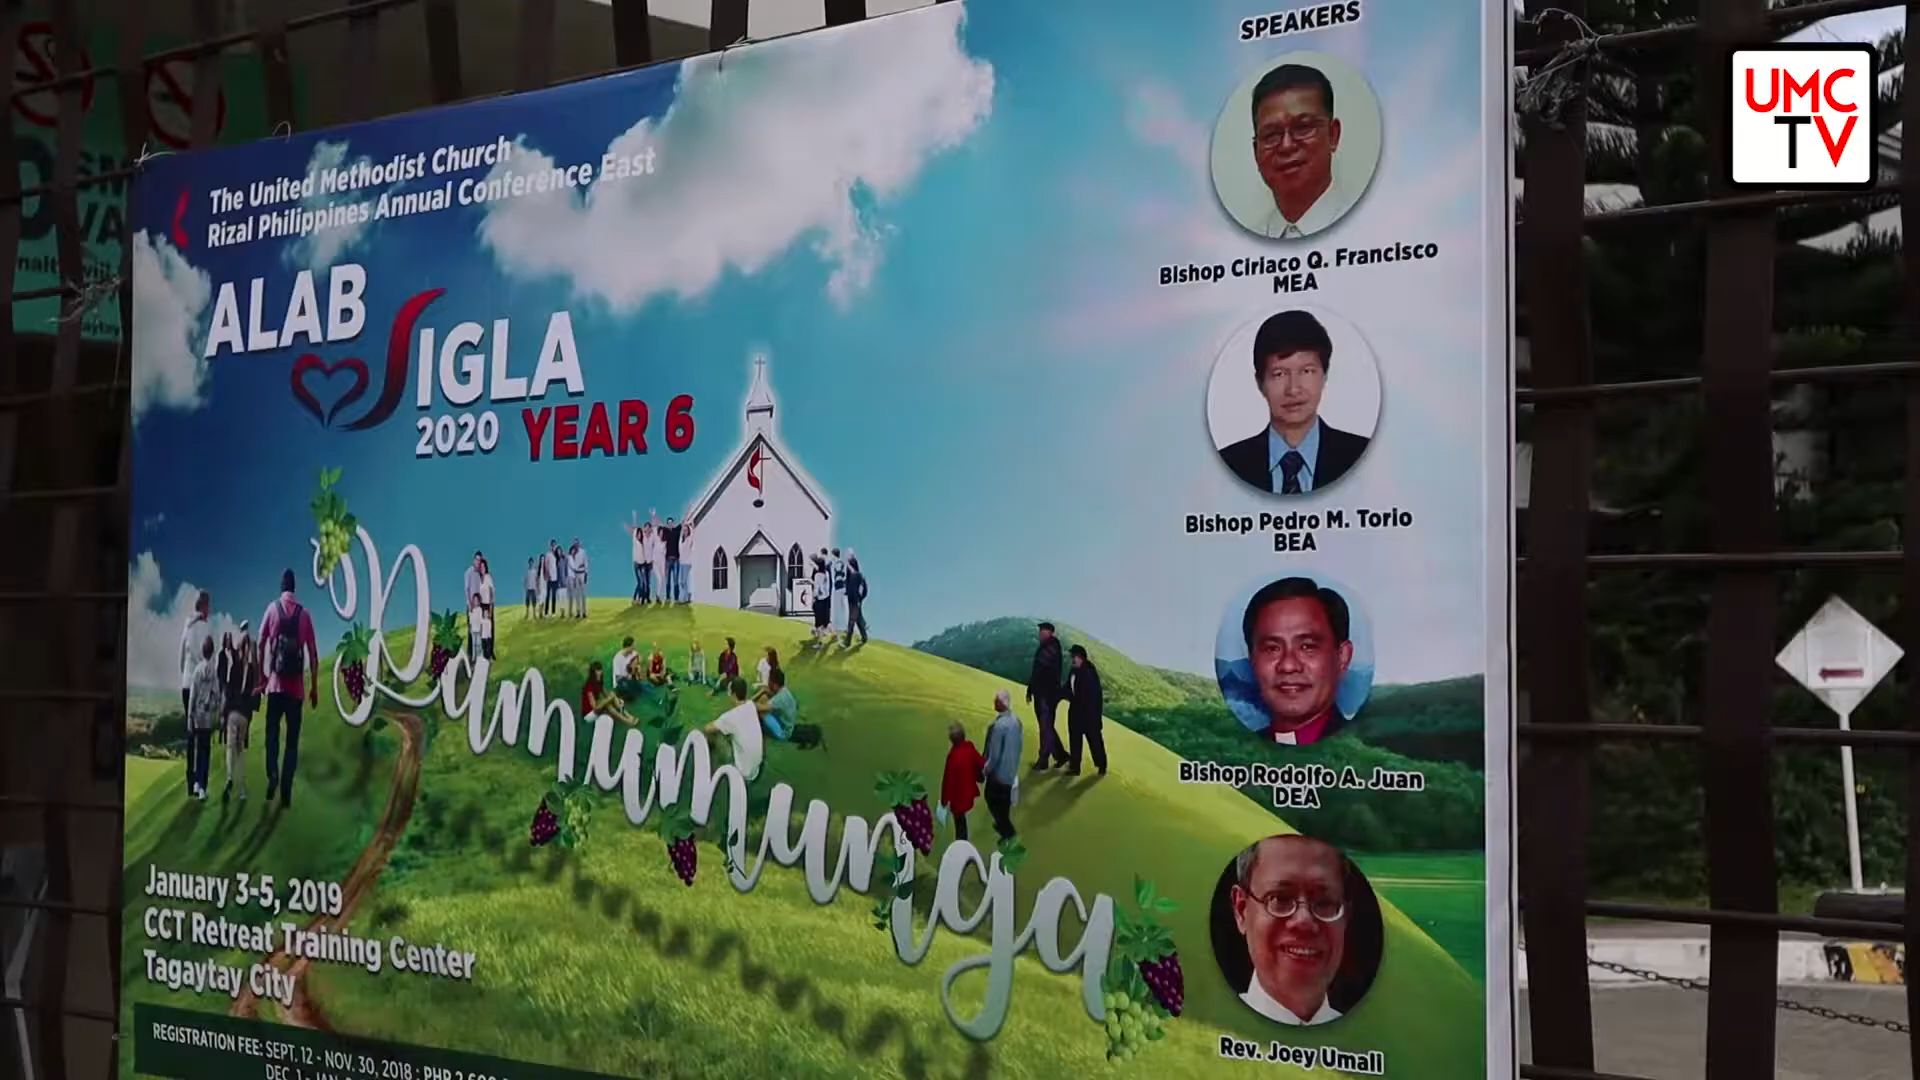 The United Methodist Church
Rizal Philippines Annual Conference East
ALAB
SIGLA
2020 YEAR 6
Pamumunga
January 3-5, 2019
CCT Retreat Training Center
Tagaytay City
REGISTRATION FEE: SEPT. 12 - NOV. 30, 2018 : PHP
SPEAKERS
Bishop Ciriaco Q. Francisco
MEA
Bishop Pedro M. Torio
BEA
Bishop Rodolfo A. Juan
DEA
Rev. Joey Umali
UMC
TV